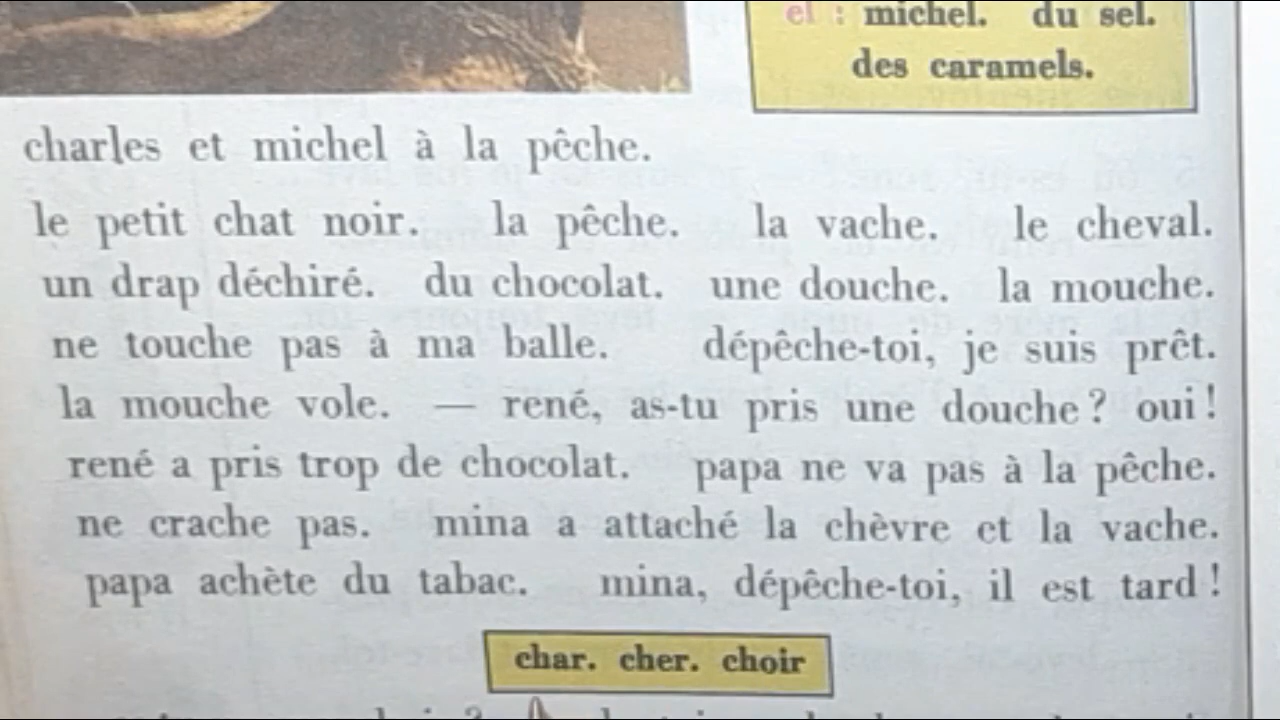 el : michel. du sel.
des caramels.
charles et michel à la pêche.
le petit chat noir. la pêche. la vache. le cheval.
un drap déchiré. du chocolat. une douche. la mouche.
ne touche pas à ma balle. dépêche-toi, je suis prêt.
la mouche vole. — rené, as-tu pris une douche ? oui !
rené a pris trop de chocolat. papa ne va pas à la pêche.
ne crache pas. mina a attaché la chèvre et la vache.
papa achète du tabac. mina, dépêche-toi, il est tard !
char. cher. choir